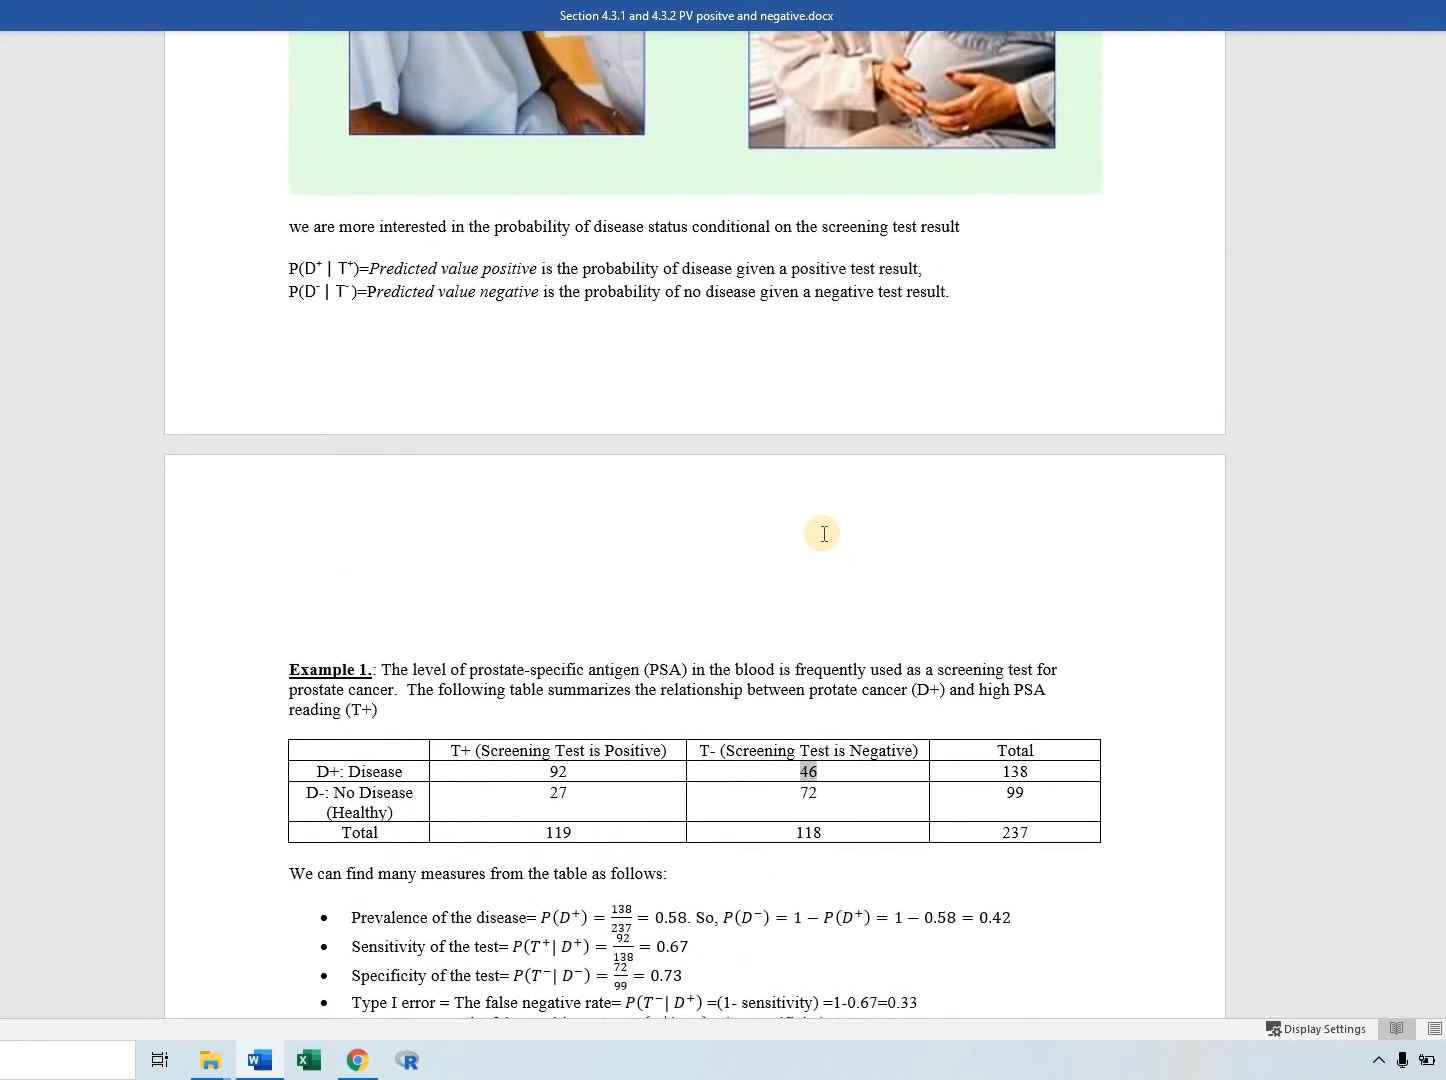 Section 4.3.1 and 4.3.2 PV positve and negative.docx
we are more interested in the probability of disease status conditional on the screening test result
P(D⁺ | T⁺)=Predicted value positive is the probability of disease given a positive test result,
P(D⁻ | T⁻)=Predicted value negative is the probability of no disease given a negative test result.
Example 1.: The level of prostate-specific antigen (PSA) in the blood is frequently used as a screening test for
prostate cancer. The following table summarizes the relationship between protate cancer (D+) and high PSA
reading (T+)
T+ (Screening Test is Positive) T- (Screening Test is Negative) Total
D+: Disease 92 46 138
D-: No Disease 27 72 99
(Healthy)
Total 119 118 237
We can find many measures from the table as follows:
• Prevalence of the disease= P(D⁺) = 138/237 = 0.58. So, P(D⁻) = 1 − P(D⁺) = 1 − 0.58 = 0.42
• Sensitivity of the test= P(T⁺| D⁺) = 92/138 = 0.67
• Specificity of the test= P(T⁻| D⁻) = 72/99 = 0.73
• Type I error = The false negative rate= P(T⁻| D⁺) =(1- sensitivity) =1-0.67=0.33
Display Settings